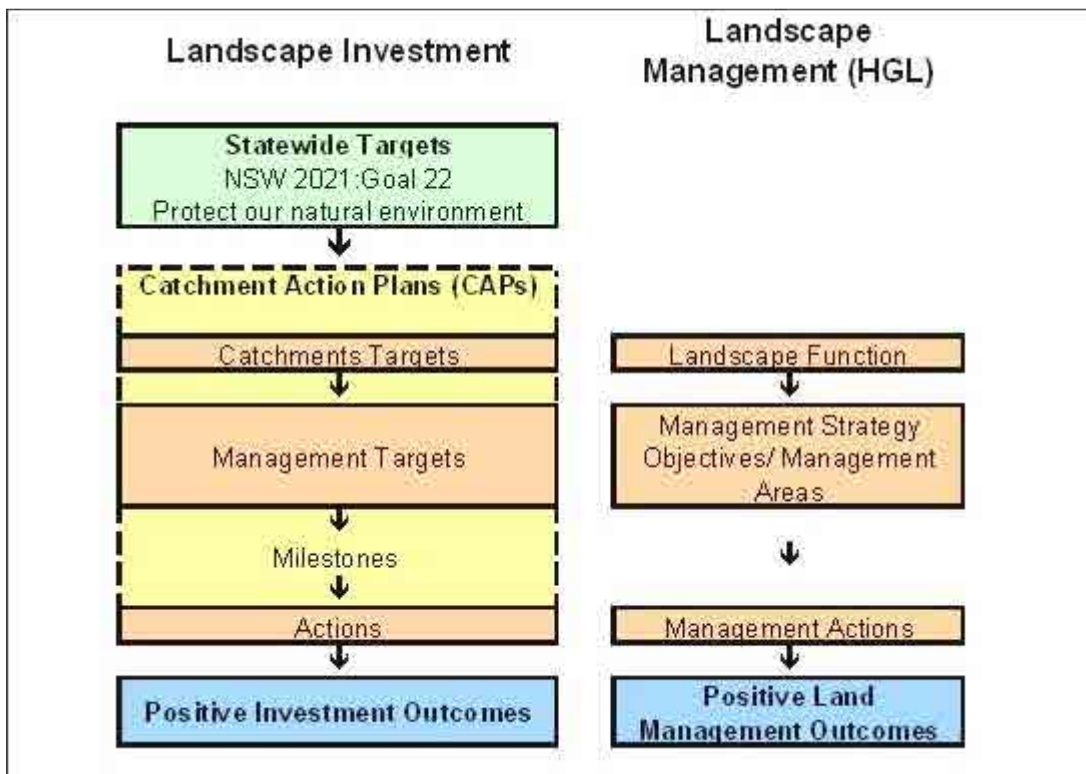 Landscape Investment
Landscape
Management (HGL)
Statewide Targets
NSW 2021:Goal 22
Protect our natural environment
Catchment Action Plans (CAPs)
Catchments Targets
Management Targets
Milestones
Actions
Positive Investment Outcomes
Landscape Function
Management Strategy
Objectives/ Management
Areas
Management Actions
Positive Land
Management Outcomes